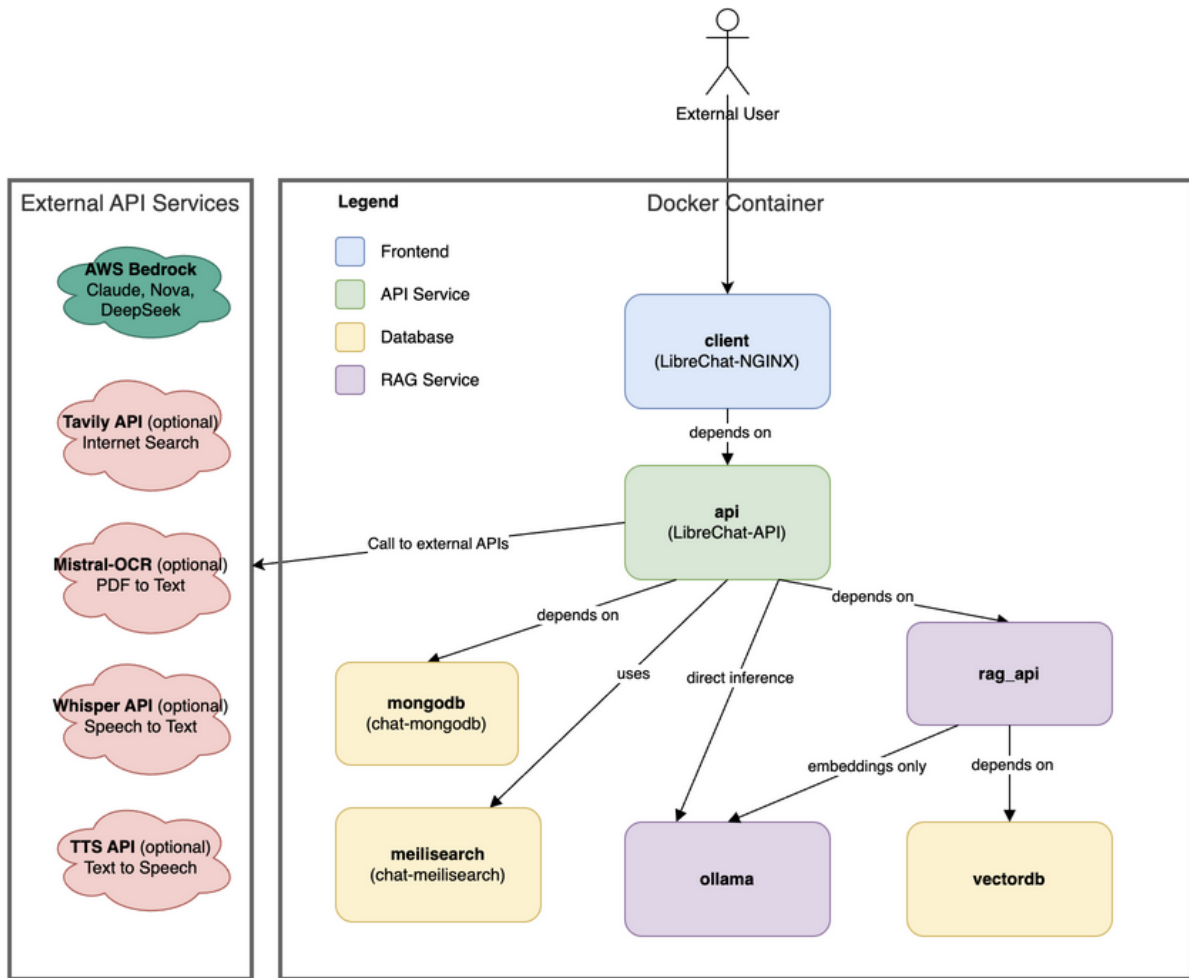 External User
External API Services
AWS Bedrock
Claude, Nova,
DeepSeek
Tavily API (optional)
Internet Search
Mistral-OCR (optional)
PDF to Text
Whisper API (optional)
Speech to Text
TTS API (optional)
Text to Speech
Docker Container
Legend
Frontend
API Service
Database
RAG Service
client
(LibreChat-NGINX)
depends on
api
(LibreChat-API)
Call to external APIs
depends on
uses
direct inference
depends on
mongodb
(chat-mongodb)
rag_api
embeddings only
depends on
meilisearch
(chat-meilisearch)
ollama
vectordb